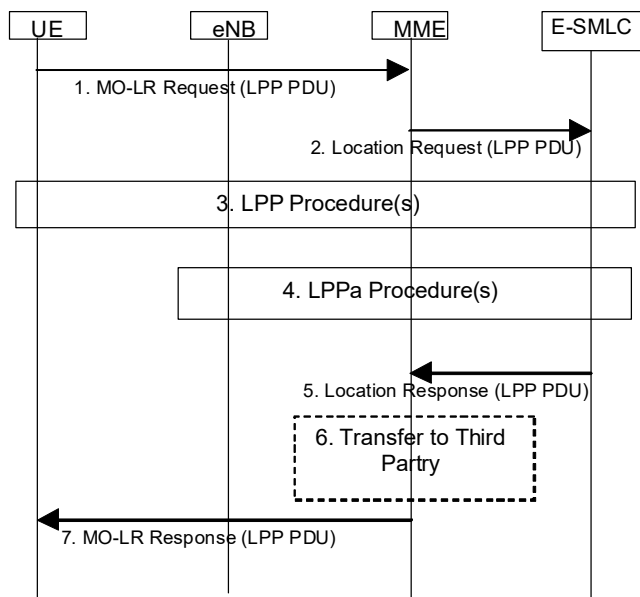 UE
eNB
MME
E-SMLC
1. MO-LR Request (LPP PDU)
2. Location Request (LPP PDU)
3. LPP Procedure(s)
4. LPPa Procedure(s)
5. Location Response (LPP PDU)
6. Transfer to Third
Partry
7. MO-LR Response (LPP PDU)